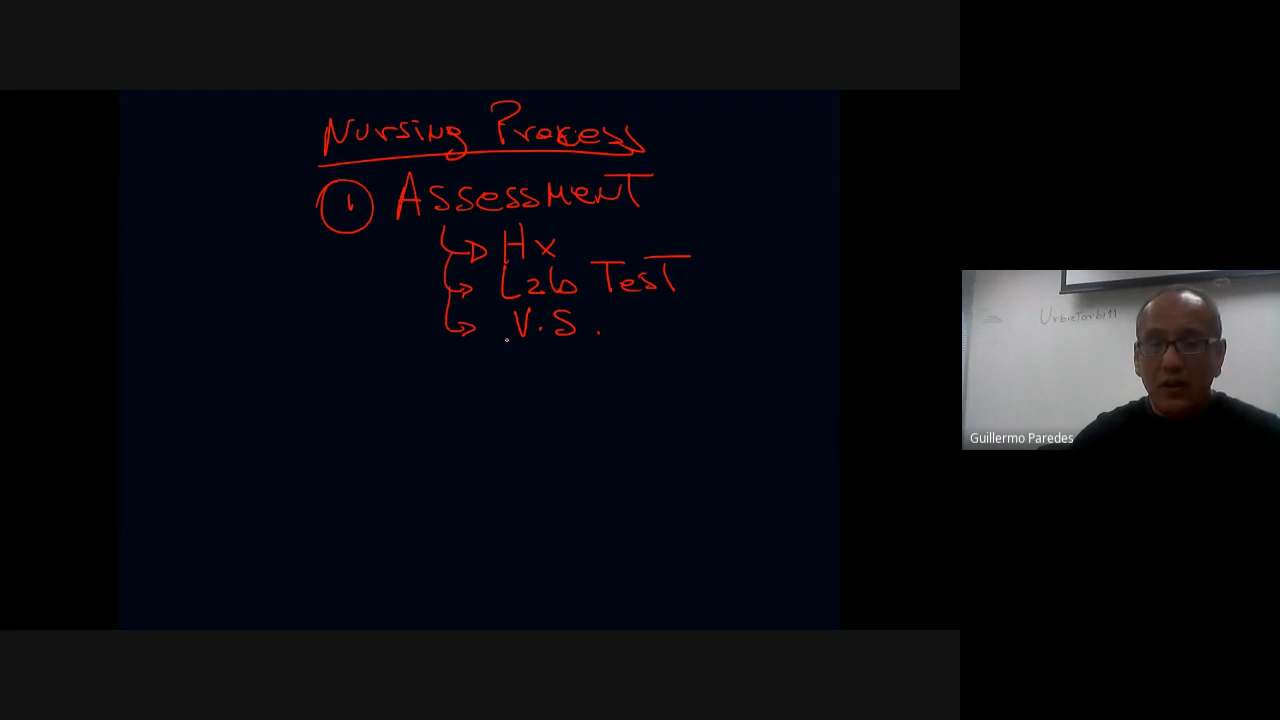 Nursing Process
1 Assessment
Hx
Lab Test
V.S.
Guillermo Paredes